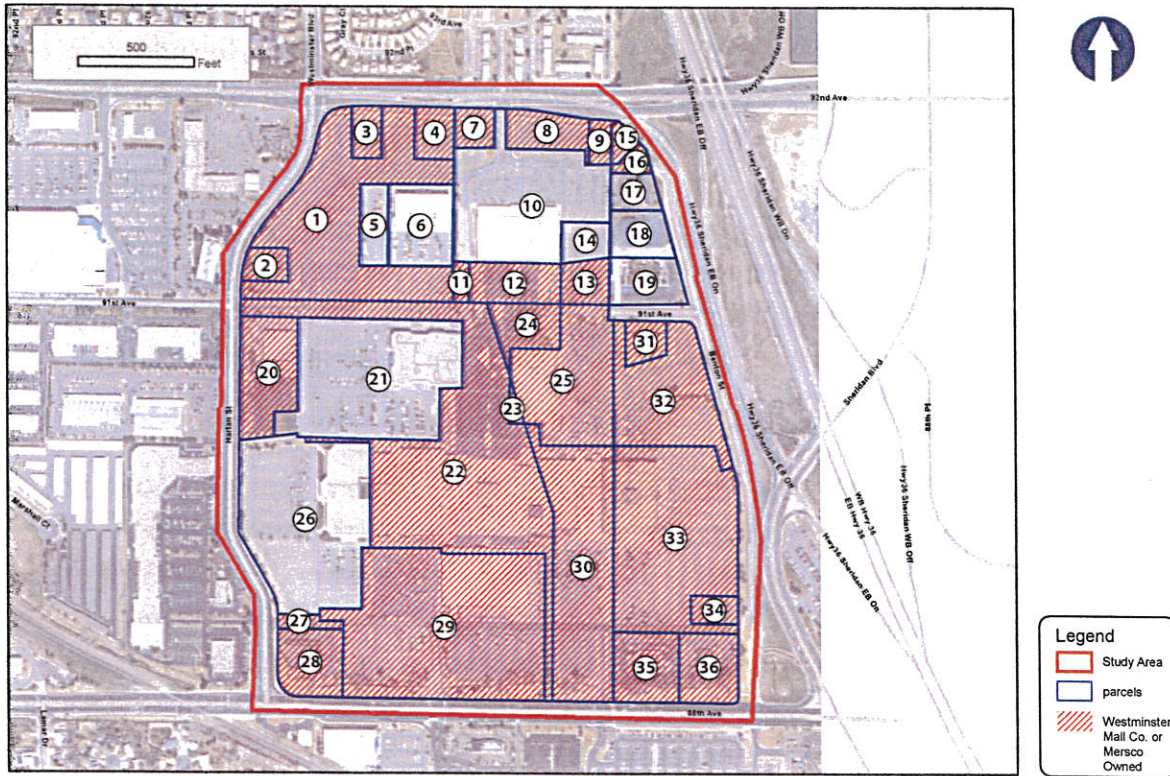 92nd Pl
Westminster Blvd
Gray Ct
93rd Ave
92nd Pl
500
Feet
Hwy36 Sheridan WB Off
Hwy36 Sheridan EB Off
92nd Ave
Hwy36 Sheridan WB On
Hwy36 Sheridan EB On
3
4
7
8
9
15
16
17
5
6
10
1
14
18
2
11
12
13
19
91st Ave
91st Ave
24
31
20
21
25
Sheridan Blvd
88th Pl
23
32
Benton St
Harlan St
Hwy36 Sheridan EB Off
22
26
Marshall Ct
33
WB Hwy 36
EB Hwy 36
Hwy36 Sheridan WB Off
Hwy36 Sheridan EB On
30
34
27
29
28
35
36
88th Ave
Lamar Dr
Legend
Study Area
parcels
Westminster
Mall Co. or
Mersco
Owned